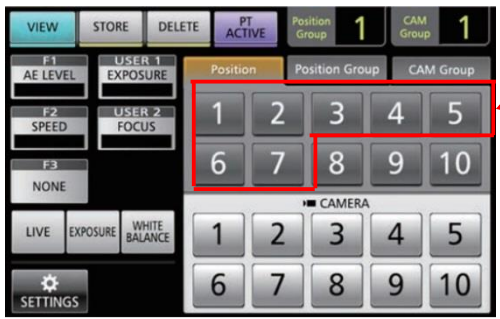 VIEW STORE DELETE PT ACTIVE Position Group 1 CAM Group 1
F1 AE LEVEL USER 1 EXPOSURE
Position Position Group CAM Group
F2 SPEED USER 2 FOCUS
1 2 3 4 5
F3 NONE
6 7 8 9 10
CAMERA
LIVE EXPOSURE WHITE BALANCE
1 2 3 4 5
SETTINGS
6 7 8 9 10